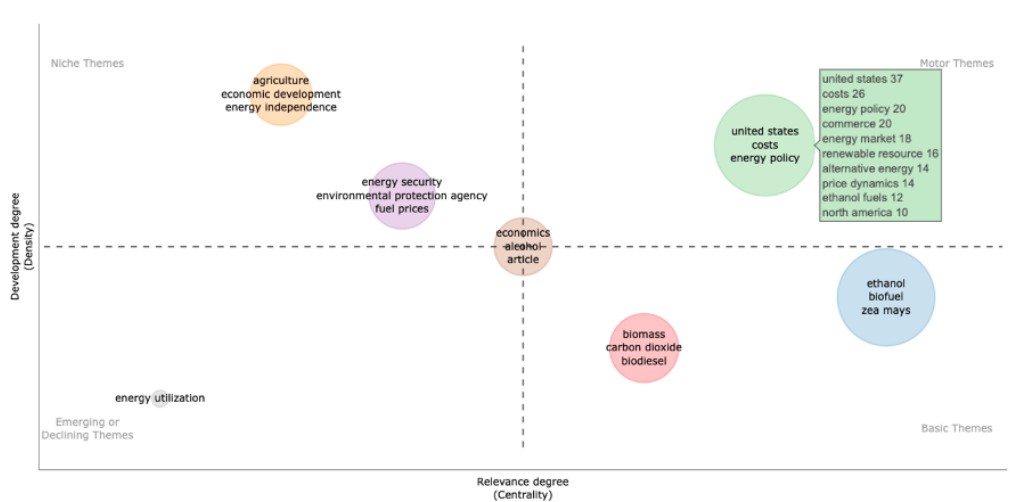 Niche Themes
Motor Themes
agriculture
economic development
energy independence
united states 37
costs 26
energy policy 20
commerce 20
energy market 18
renewable resource 16
alternative energy 14
price dynamics 14
ethanol fuels 12
north america 10
united states
costs
energy policy
energy security
environmental protection agency
fuel prices
economics
alcohol
article
Development degree
(Density)
ethanol
biofuel
zea mays
biomass
carbon dioxide
biodiesel
energy utilization
Emerging or
Declining Themes
Basic Themes
Relevance degree
(Centrality)